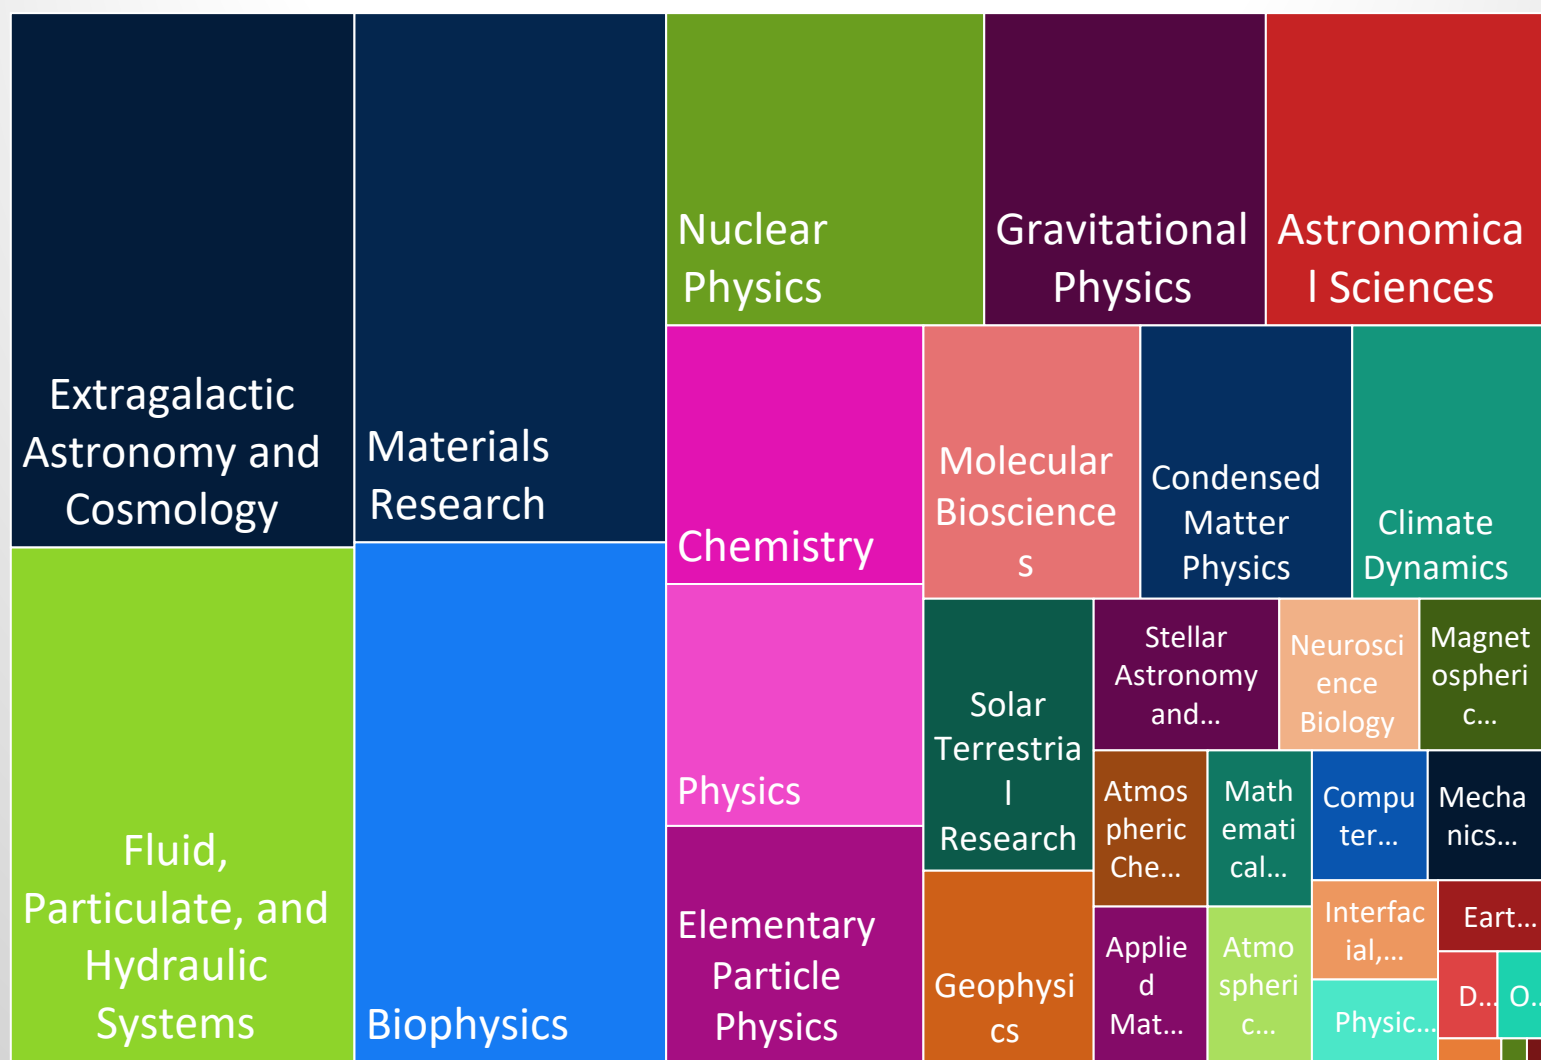 Extragalactic
Astronomy and
Cosmology
Materials
Research
Nuclear
Physics
Gravitational
Physics
Astronomica
l Sciences
Fluid,
Particulate, and
Hydraulic
Systems
Biophysics
Chemistry
Molecular
Bioscience
s
Condensed
Matter
Physics
Climate
Dynamics
Physics
Elementary
Particle
Physics
Solar
Terrestria
l
Research
Geophysi
cs
Stellar
Astronomy
and...
Neurosci
ence
Biology
Magnet
ospheri
c...
Atmos
pheric
Che...
Math
emati
cal...
Compu
ter...
Mecha
nics...
Applie
d
Mat...
Atmo
spheri
c...
Interfac
ial,...
Eart...
Physic...
D...
O...